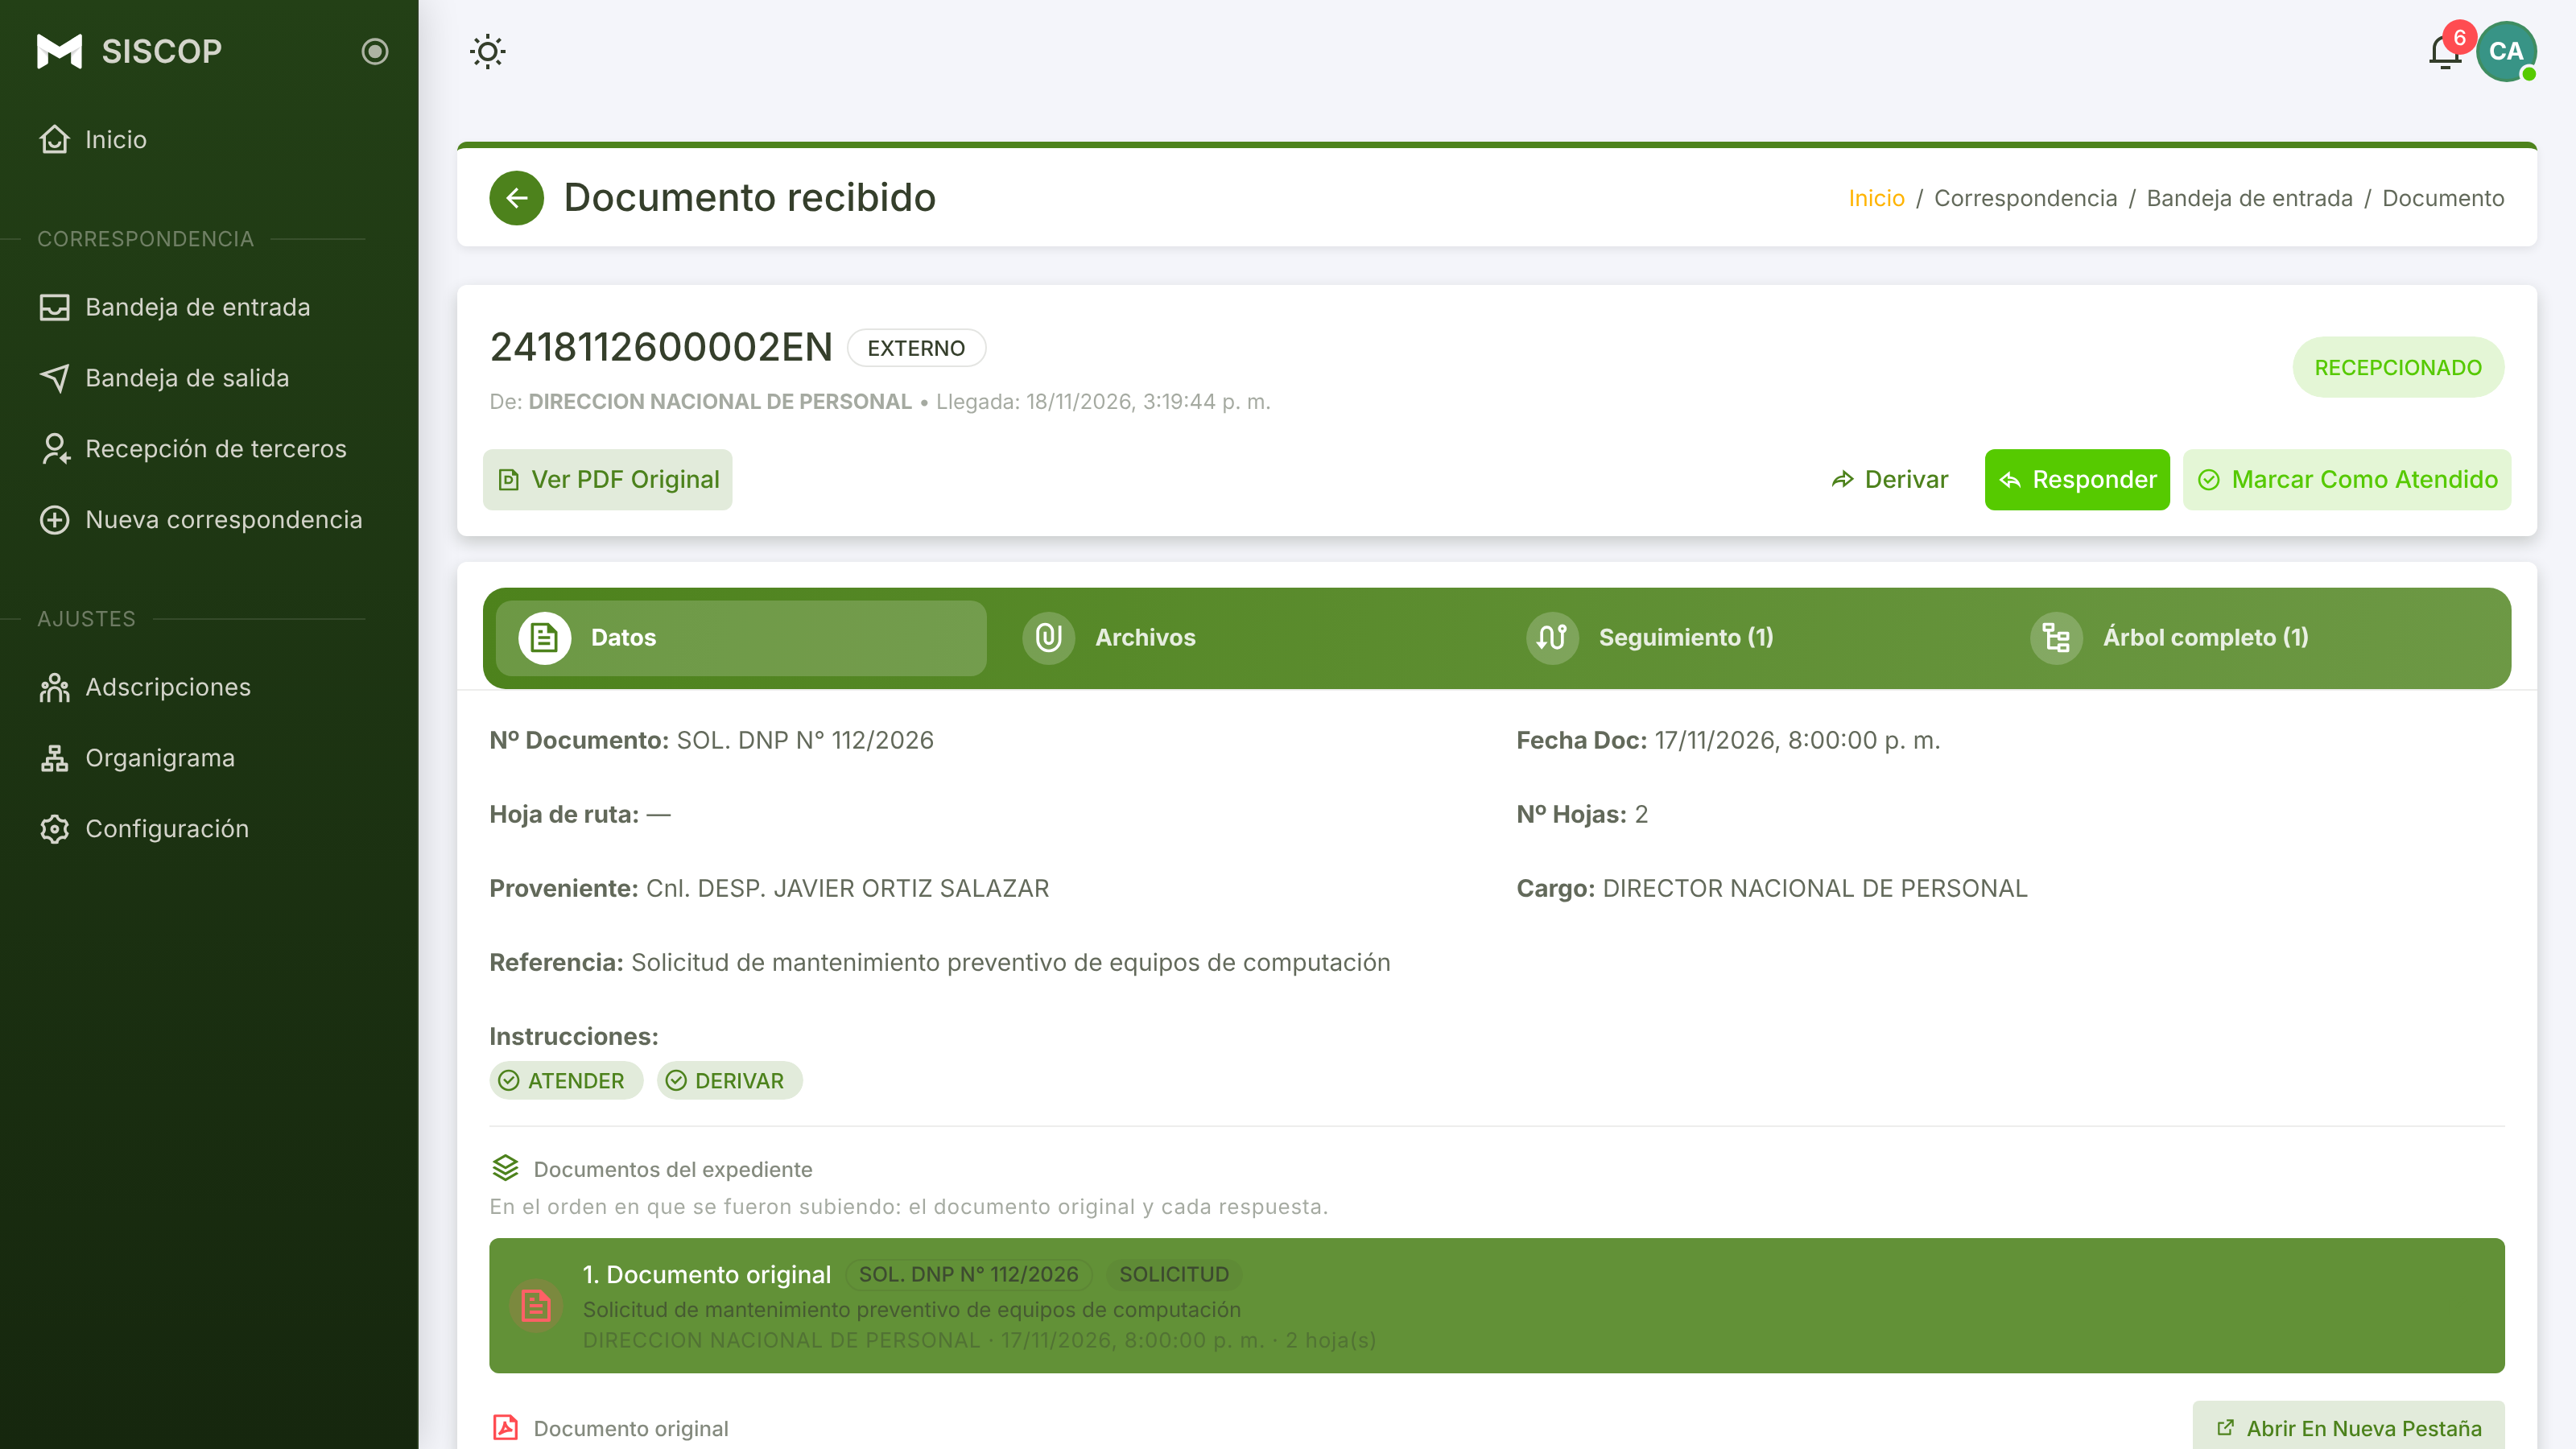 SISCOP
6
CA
Inicio
CORRESPONDENCIA
Bandeja de entrada
Bandeja de salida
Recepción de terceros
Nueva correspondencia
AJUSTES
Adscripciones
Organigrama
Configuración
Documento recibido
Inicio / Correspondencia / Bandeja de entrada / Documento
2418112600002EN EXTERNO
RECEPCIONADO
De: DIRECCION NACIONAL DE PERSONAL • Llegada: 18/11/2026, 3:19:44 p. m.
Ver PDF Original
Derivar
Responder
Marcar Como Atendido
Datos
Archivos
Seguimiento (1)
Árbol completo (1)
Nº Documento: SOL. DNP N° 112/2026
Fecha Doc: 17/11/2026, 8:00:00 p. m.
Hoja de ruta: —
Nº Hojas: 2
Proveniente: Cnl. DESP. JAVIER ORTIZ SALAZAR
Cargo: DIRECTOR NACIONAL DE PERSONAL
Referencia: Solicitud de mantenimiento preventivo de equipos de computación
Instrucciones:
ATENDER
DERIVAR
Documentos del expediente
En el orden en que se fueron subiendo: el documento original y cada respuesta.
1. Documento original SOL. DNP N° 112/2026 SOLICITUD
Solicitud de mantenimiento preventivo de equipos de computación
DIRECCION NACIONAL DE PERSONAL · 17/11/2026, 8:00:00 p. m. · 2 hoja(s)
Documento original
Abrir En Nueva Pestaña